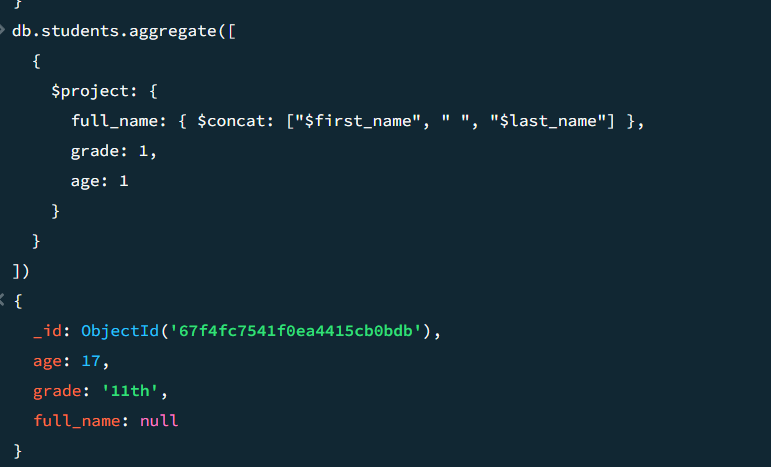 }
db.students.aggregate([
{
$project: {
full_name: { $concat: ["$first_name", " ", "$last_name"] },
grade: 1,
age: 1
}
}
])
{
_id: ObjectId('67f4fc7541f0ea4415cb0bdb'),
age: 17,
grade: '11th',
full_name: null
}